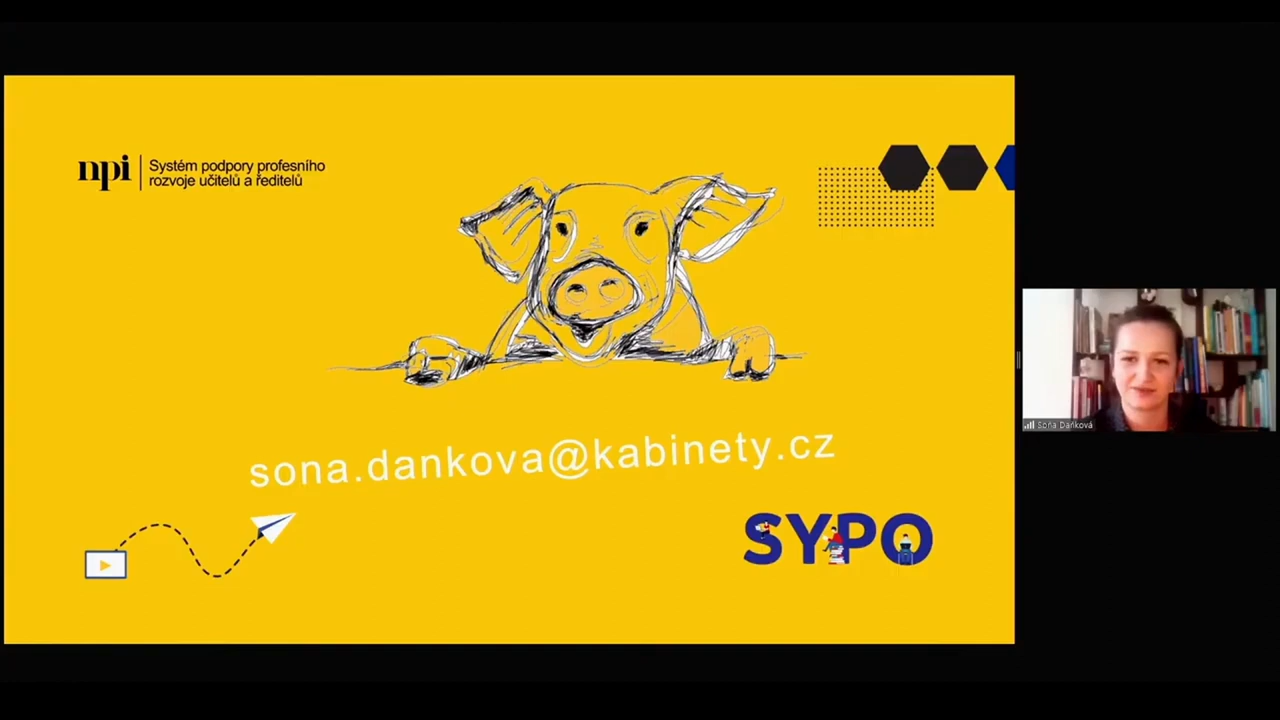 npi
Systém podpory profesního
rozvoje učitelů a ředitelů
sona.dankova@kabinety.cz
SYPO
Soňa Daňková